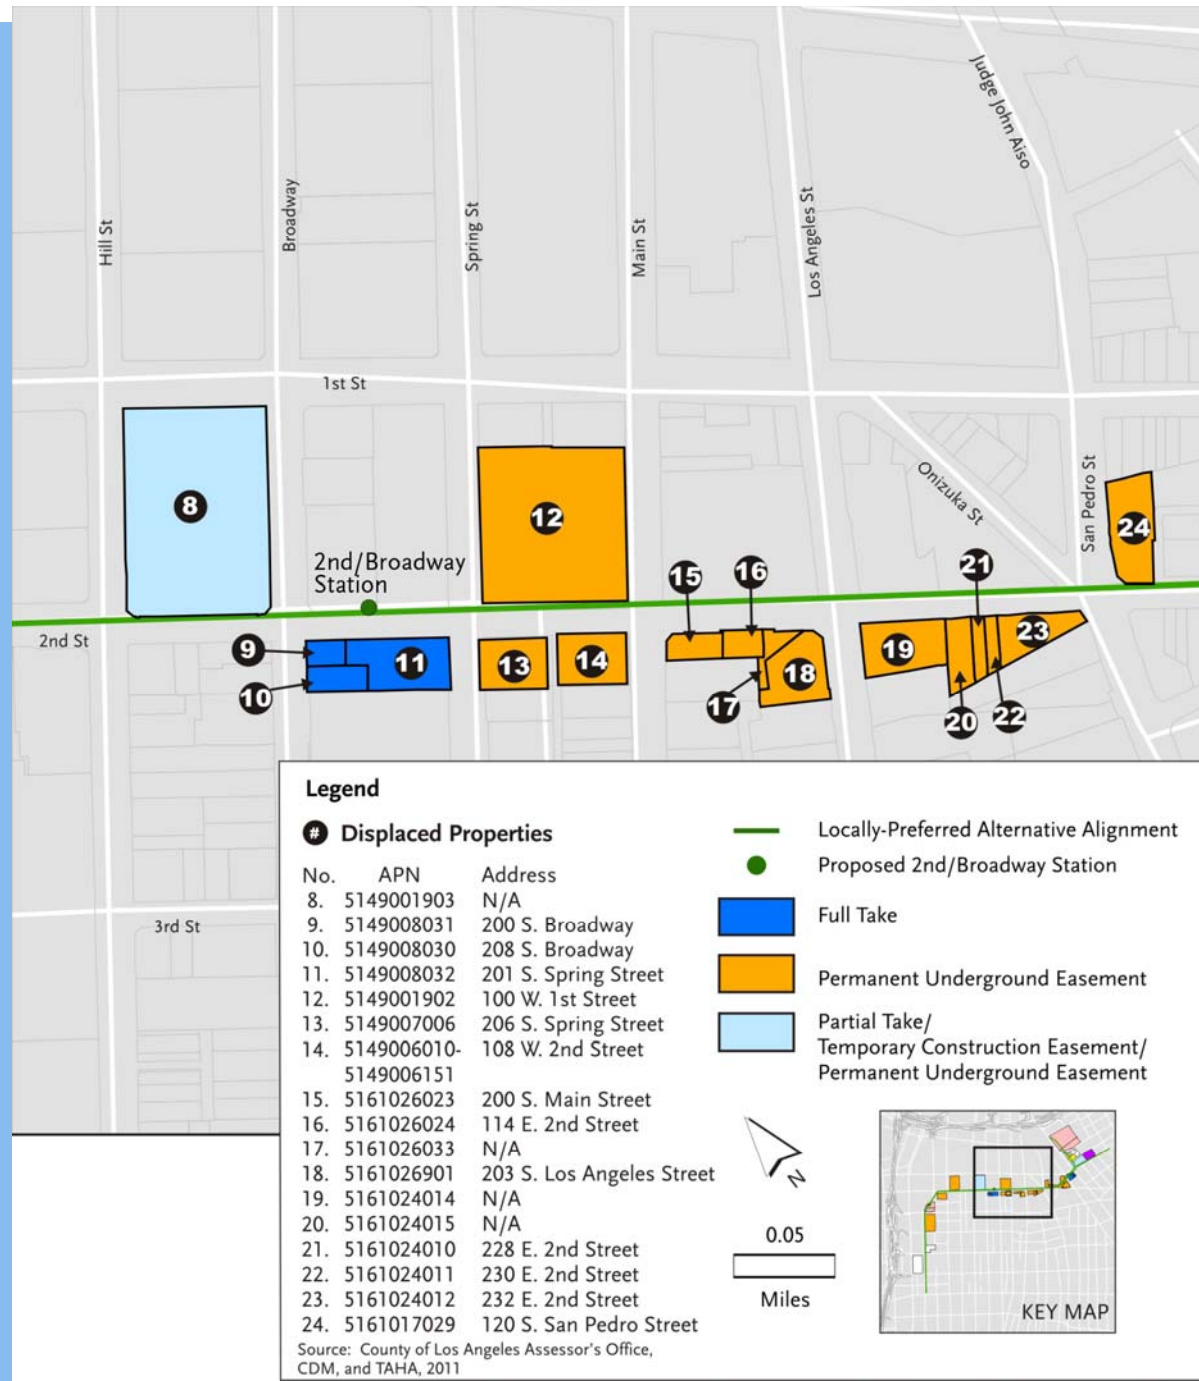 Judge John Aiso
Hill St
Broadway
Spring St
Main St
Los Angeles St
1st St
Onizuka St
San Pedro St
8
12
24
2nd/Broadway
Station
15
16
21
2nd St
9
11
13
14
18
19
23
10
17
20
22
3rd St
Legend
# Displaced Properties
No. APN Address
8. 5149001903 N/A
9. 5149008031 200 S. Broadway
10. 5149008030 208 S. Broadway
11. 5149008032 201 S. Spring Street
12. 5149001902 100 W. 1st Street
13. 5149007006 206 S. Spring Street
14. 5149006010- 108 W. 2nd Street
5149006151
15. 5161026023 200 S. Main Street
16. 5161026024 114 E. 2nd Street
17. 5161026033 N/A
18. 5161026901 203 S. Los Angeles Street
19. 5161024014 N/A
20. 5161024015 N/A
21. 5161024010 228 E. 2nd Street
22. 5161024011 230 E. 2nd Street
23. 5161024012 232 E. 2nd Street
24. 5161017029 120 S. San Pedro Street
Source: County of Los Angeles Assessor's Office,
CDM, and TAHA, 2011
Locally-Preferred Alternative Alignment
Proposed 2nd/Broadway Station
Full Take
Permanent Underground Easement
Partial Take/
Temporary Construction Easement/
Permanent Underground Easement
N
0.05
Miles
KEY MAP